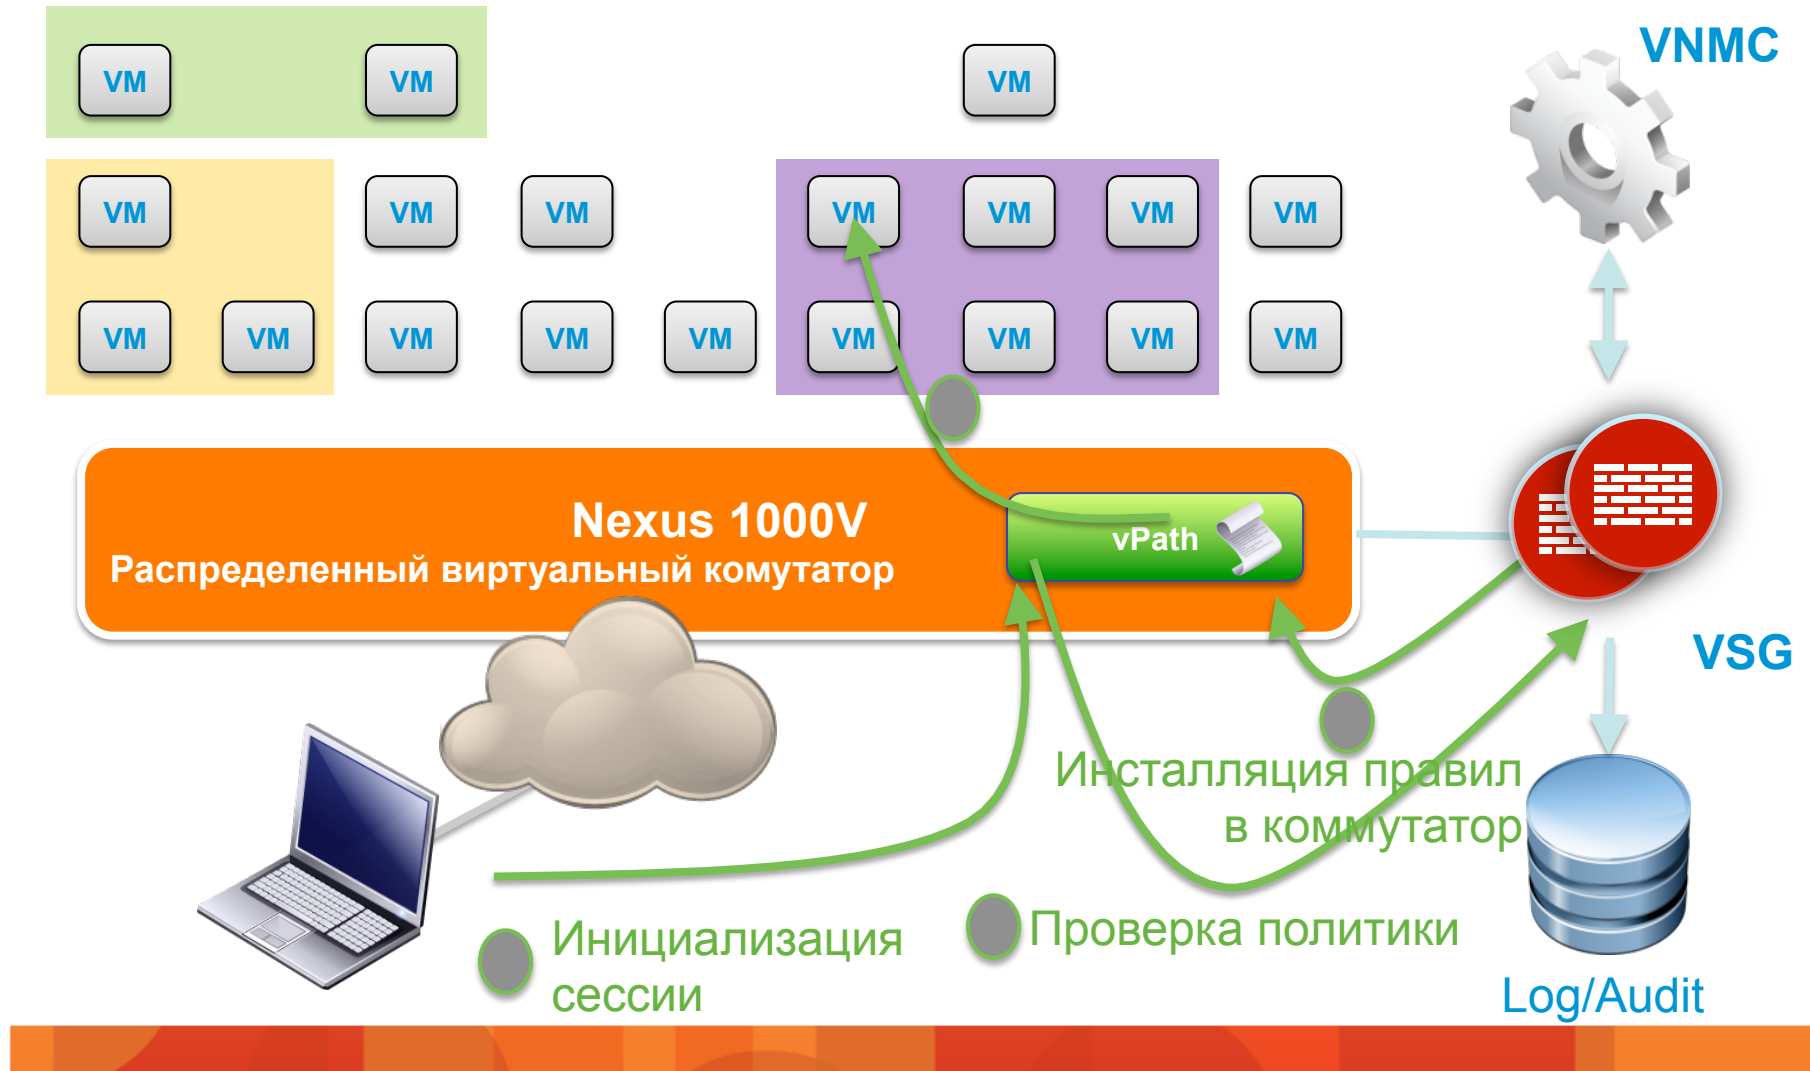 VNMC
VM VM VM
VM VM VM VM VM VM VM
VM VM VM VM VM VM VM VM VM
Nexus 1000V
Распределенный виртуальный комутатор
vPath
VSG
Инсталляция правил
в коммутатор
Проверка политики
Инициализация
сессии
Log/Audit